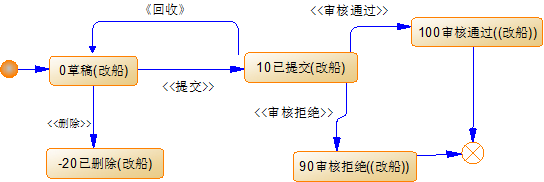 《回收》
<<审核通过>>
100审核通过((改船))
0草稿(改船)
10已提交(改船)
<<提交>>
<<审核拒绝>>
<<删除>>
-20已删除(改船)
90审核拒绝((改船))